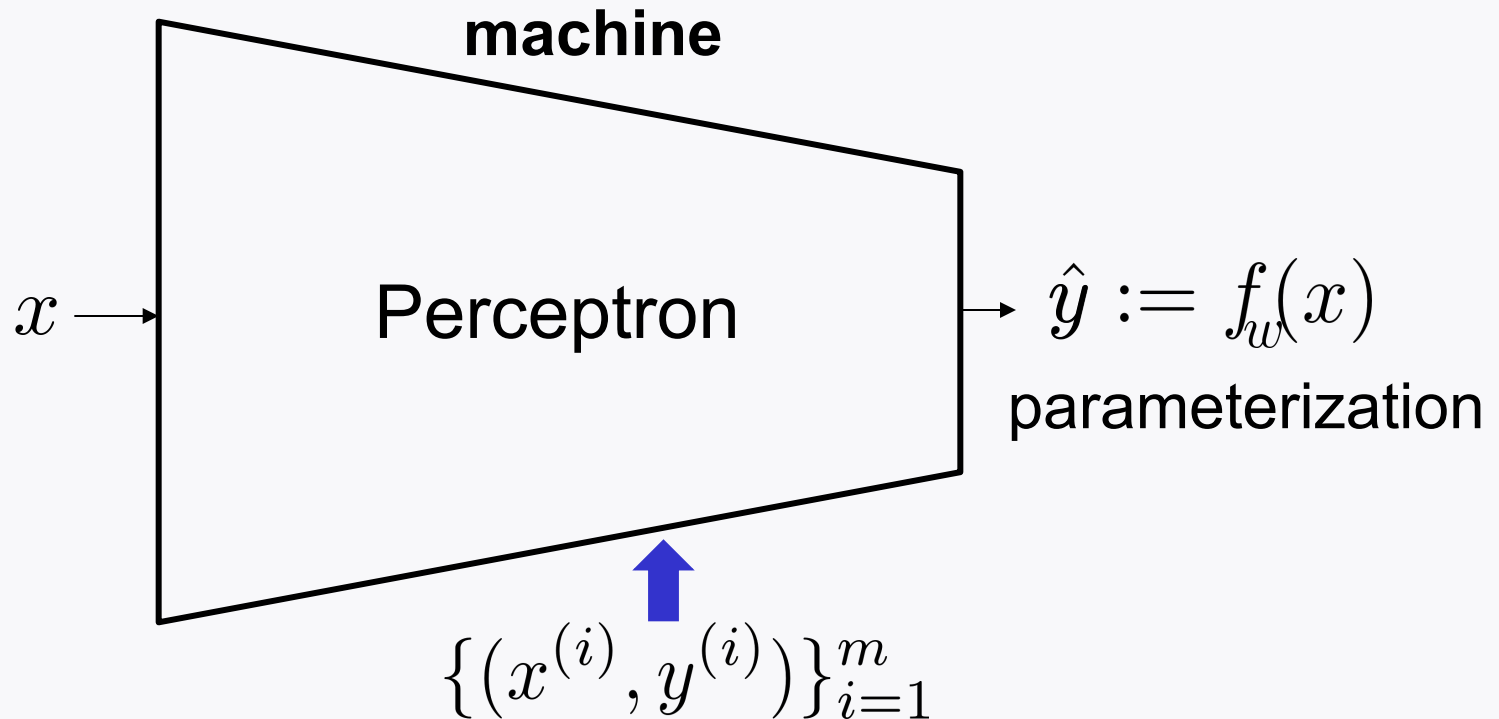 machine
x
Perceptron
ŷ := f_w(x)
parameterization
{(x^{(i)}, y^{(i)})}_{i=1}^{m}